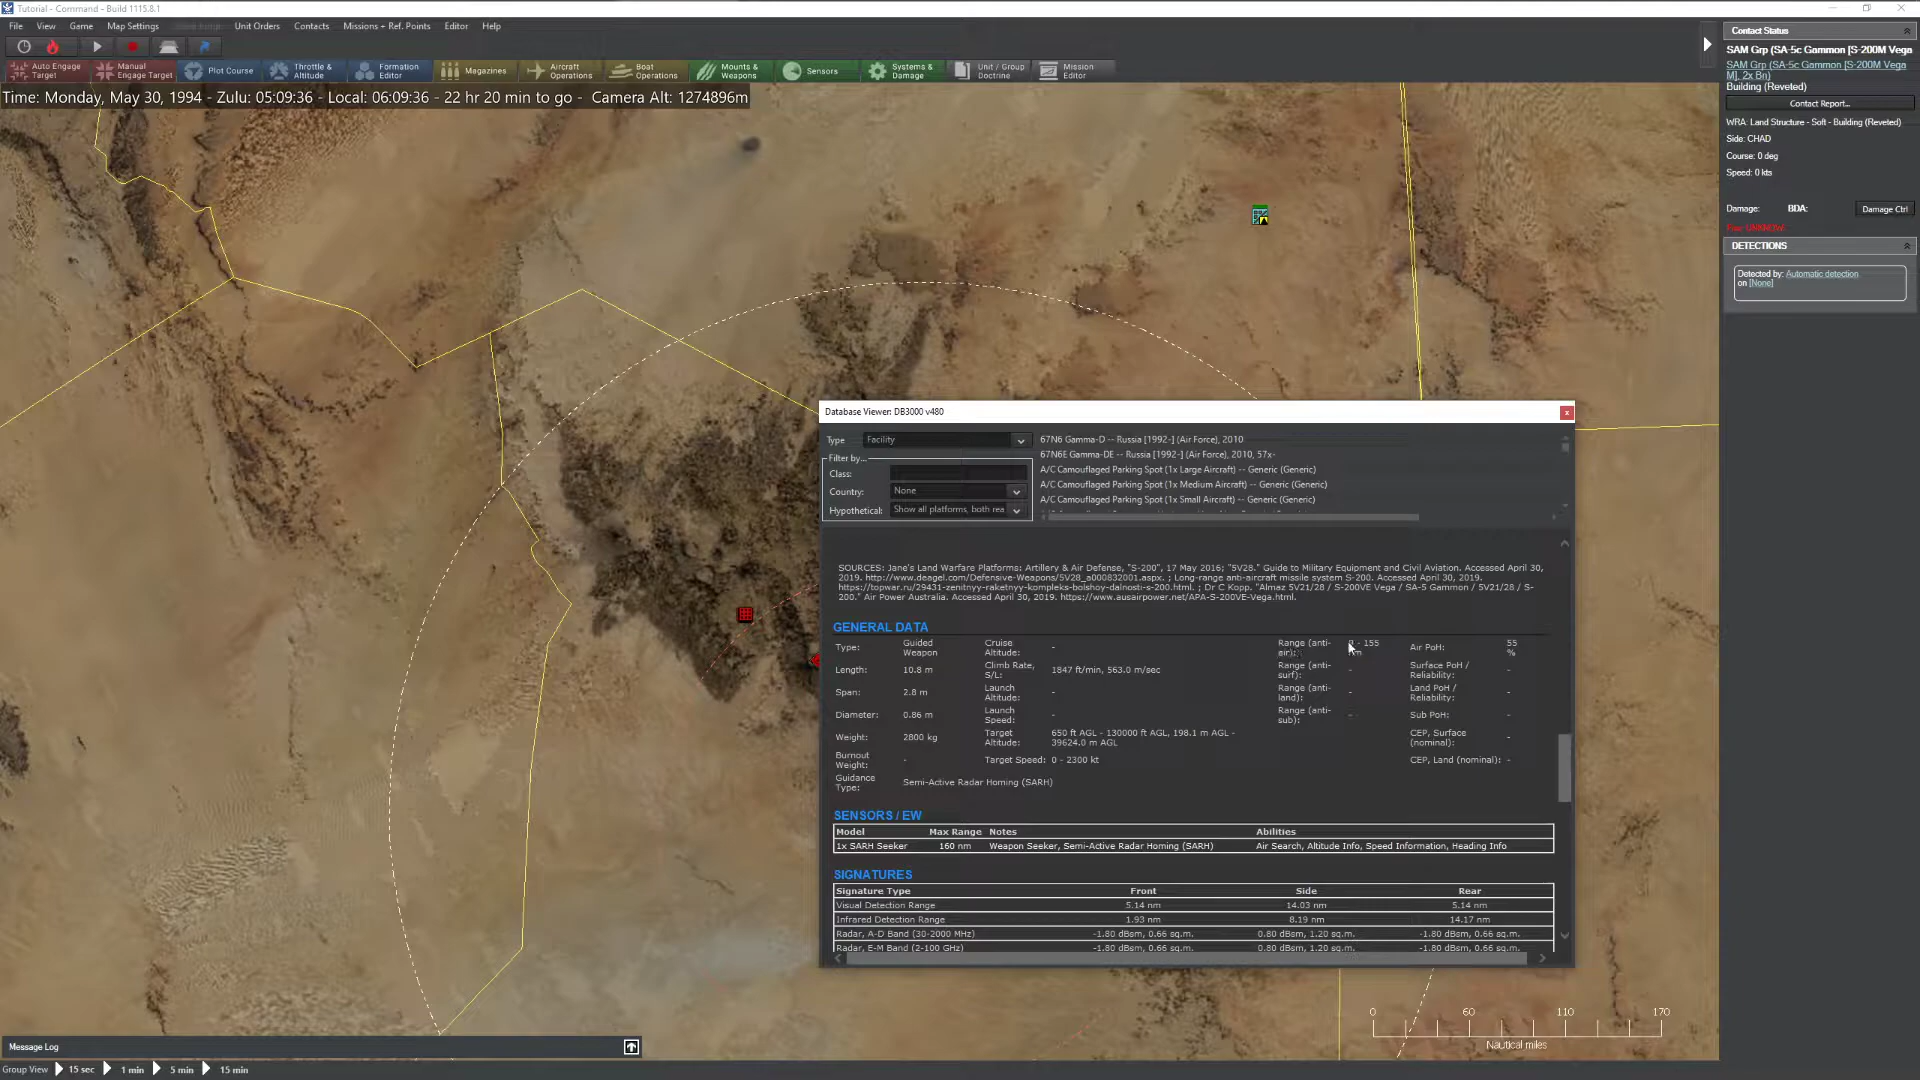 Tutorial - Command - Build 1115.8.1
File View Game Map Settings Unit Orders Contacts Missions + Ref. Points Editor Help
Auto Engage Target
Manual Engage Target
Plot Course
Throttle & Altitude
Formation Editor
Magazines
Aircraft Operations
Boat Operations
Mounts & Weapons
Sensors
Systems & Damage
Unit / Group Doctrine
Mission Editor
Time: Monday, May 30, 1994 - Zulu: 05:09:36 - Local: 06:09:36 - 22 hr 20 min to go - Camera Alt: 1274896m
Contact Status
SAM Grp (SA-5c Gammon [S-200M Vega
SAM Grp (SA-5c Gammon [S-200M Vega
M], 2x Bn)
Building (Reveted)
Contact Report...
WRA: Land Structure - Soft - Building (Reveted)
Side: CHAD
Course: 0 deg
Speed: 0 kts
Damage: BDA: Damage Ctrl
Fire: UNKNOW
DETECTIONS
Detected by: Automatic detection
on [None]
Database Viewer: DB3000 v480
Type Facility
Filter by...
Class:
Country: None
Hypothetical: Show all platforms, both rea
67N6 Gamma-D -- Russia [1992-] (Air Force), 2010
67N6E Gamma-DE -- Russia [1992-] (Air Force), 2010, 57x-
A/C Camouflaged Parking Spot (1x Large Aircraft) -- Generic (Generic)
A/C Camouflaged Parking Spot (1x Medium Aircraft) -- Generic (Generic)
A/C Camouflaged Parking Spot (1x Small Aircraft) -- Generic (Generic)
SOURCES: Jane's Land Warfare Platforms: Artillery & Air Defense, "S-200", 17 May 2016; "5V28." Guide to Military Equipment and Civil Aviation. Accessed April 30,
2019. http://www.deagel.com/Defensive-Weapons/5V28_a000832001.aspx. ; Long-range anti-aircraft missile system S-200. Accessed April 30, 2019.
https://topwar.ru/29431-zenitnyy-raketnyy-kompleks-bolshoy-dalnosti-s-200.html. ; Dr C Kopp. "Almaz 5V21/28 / S-200VE Vega / SA-5 Gammon / 5V21/28 / S-
200." Air Power Australia. Accessed April 30, 2019. https://www.ausairpower.net/APA-S-200VE-Vega.html.
GENERAL DATA
Type: Guided Weapon Cruise Altitude: - Range (anti-air): - 155 Air PoH: 55 %
Length: 10.8 m Climb Rate, S/L: 1847 ft/min, 563.0 m/sec Range (anti-surf): - Surface PoH / Reliability: -
Span: 2.8 m Launch Altitude: - Range (anti-land): - Land PoH / Reliability: -
Diameter: 0.86 m Launch Speed: - Range (anti-sub): - Sub PoH: -
Weight: 2800 kg Target Altitude: 650 ft AGL - 130000 ft AGL, 198.1 m AGL - 39624.0 m AGL CEP, Surface (nominal): -
Burnout Weight: - Target Speed: 0 - 2300 kt CEP, Land (nominal): -
Guidance Type: Semi-Active Radar Homing (SARH)
SENSORS / EW
Model Max Range Notes Abilities
1x SARH Seeker 160 nm Weapon Seeker, Semi-Active Radar Homing (SARH) Air Search, Altitude Info, Speed Information, Heading Info
SIGNATURES
Signature Type Front Side Rear
Visual Detection Range 5.14 nm 14.03 nm 5.14 nm
Infrared Detection Range 1.93 nm 8.19 nm 14.17 nm
Radar, A-D Band (30-2000 MHz) -1.80 dBsm, 0.66 sq.m. 0.80 dBsm, 1.20 sq.m. -1.80 dBsm, 0.66 sq.m.
Radar, E-M Band (2-100 GHz) -1.80 dBsm, 0.66 sq.m. 0.80 dBsm, 1.20 sq.m. -1.80 dBsm, 0.66 sq.m.
0 60 110 170
Nautical miles
Message Log
Group View 15 sec 1 min 5 min 15 min